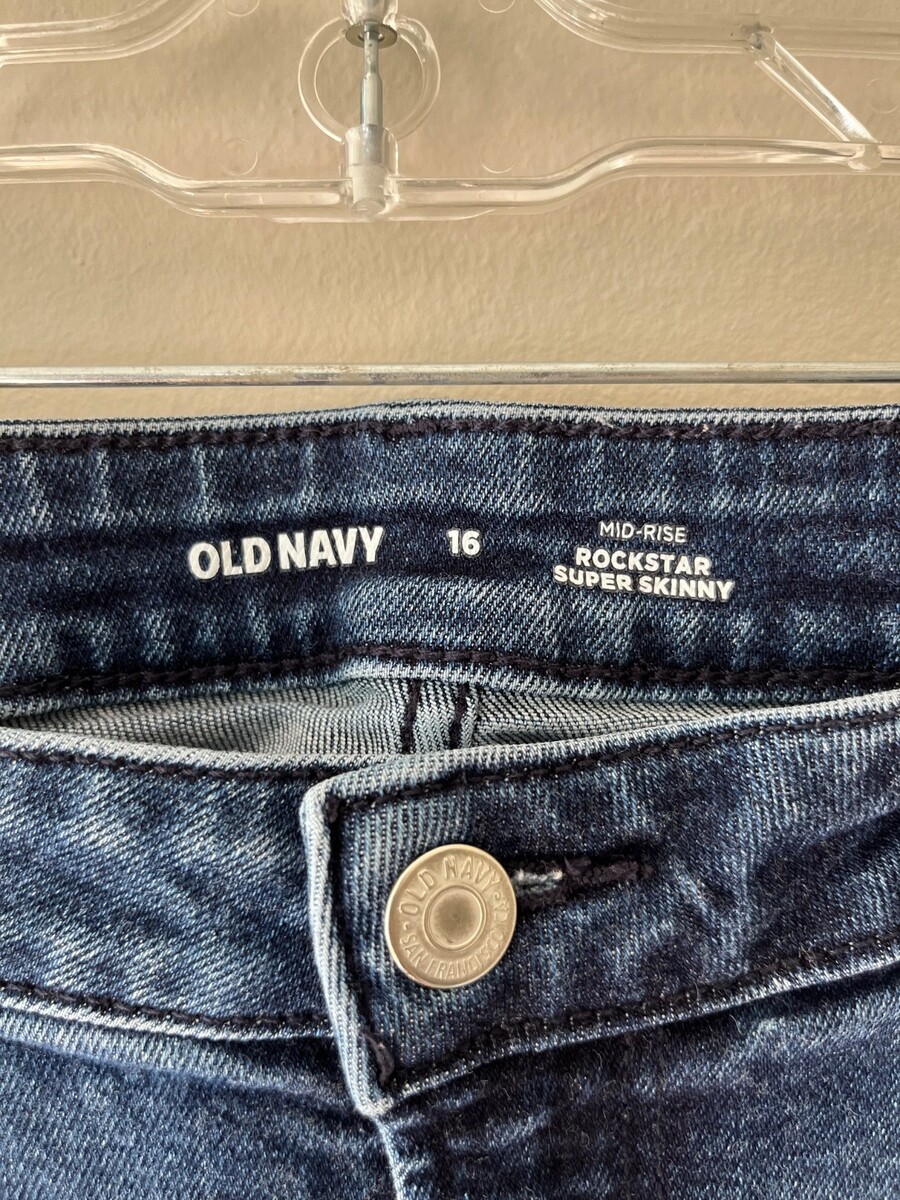 OLD NAVY
16
MID-RISE
ROCKSTAR
SUPER SKINNY
OLD NAVY
SAN FRANCISCO